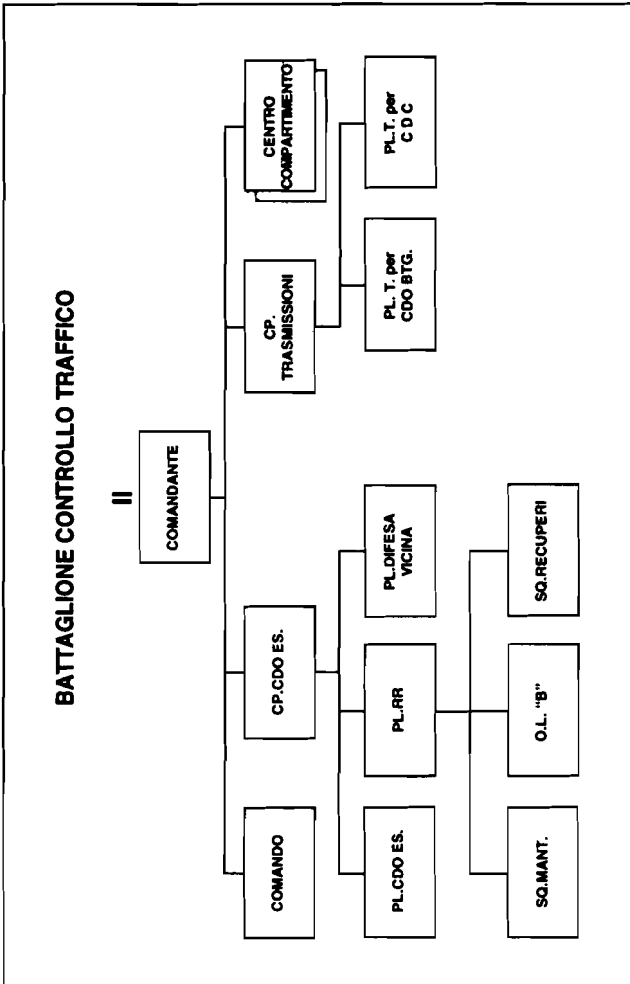 BATTAGLIONE CONTROLLO TRAFFICO
II
COMANDANTE
COMANDO
CP.CDO ES.
CP.
TRASMISSIONI
CENTRO
COMPARTIMENTO
PL.CDO ES.
PL.RR
PL.DIFESA
VICINA
PL. T. per
CDO BTG.
PL.T. per
C D C
SQ.MANT.
O.L. "B"
SQ.RECUPERI